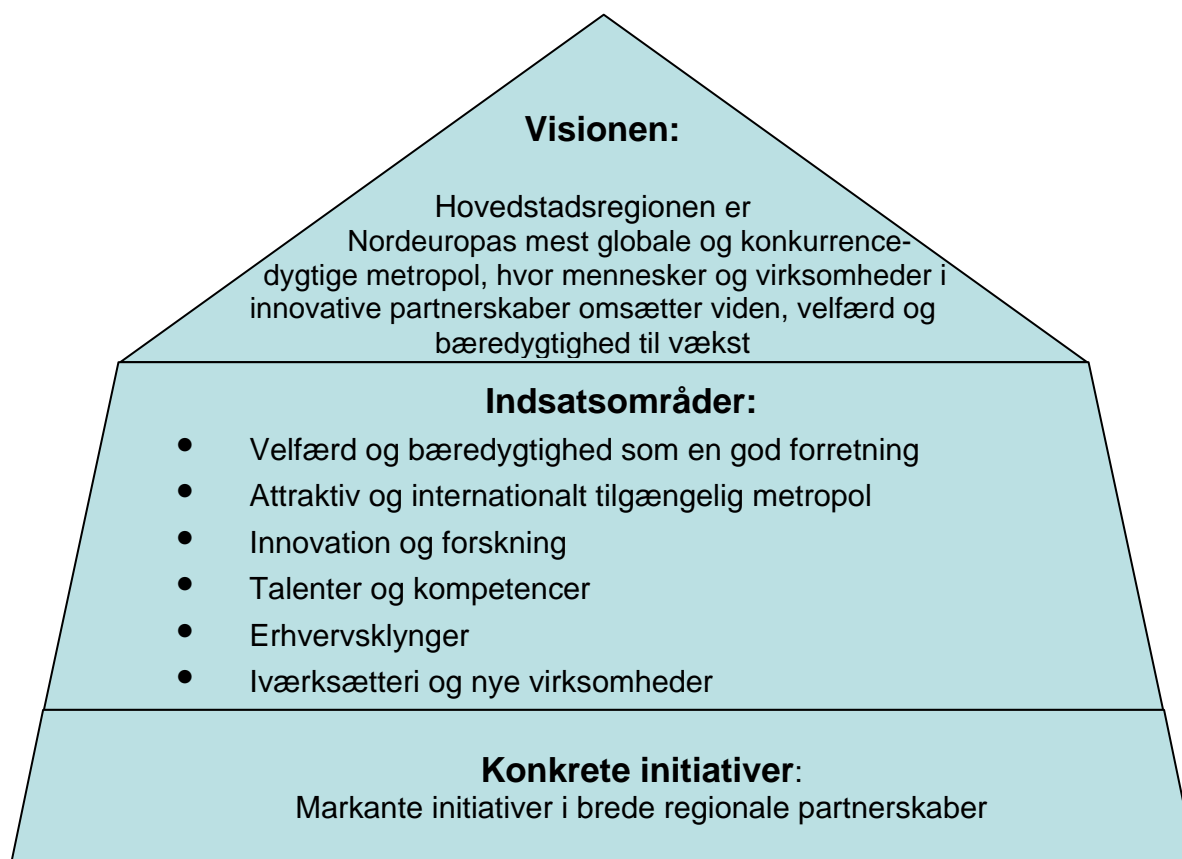 Visionen:
Hovedstadsregionen er
Nordeuropas mest globale og konkurrence-
dygtige metropol, hvor mennesker og virksomheder i
innovative partnerskaber omsætter viden, velfærd og
bæredygtighed til vækst
Indsatsområder:
• Velfærd og bæredygtighed som en god forretning
• Attraktiv og internationalt tilgængelig metropol
• Innovation og forskning
• Talenter og kompetencer
• Erhvervsklynger
• Iværksætteri og nye virksomheder
Konkrete initiativer:
Markante initiativer i brede regionale partnerskaber